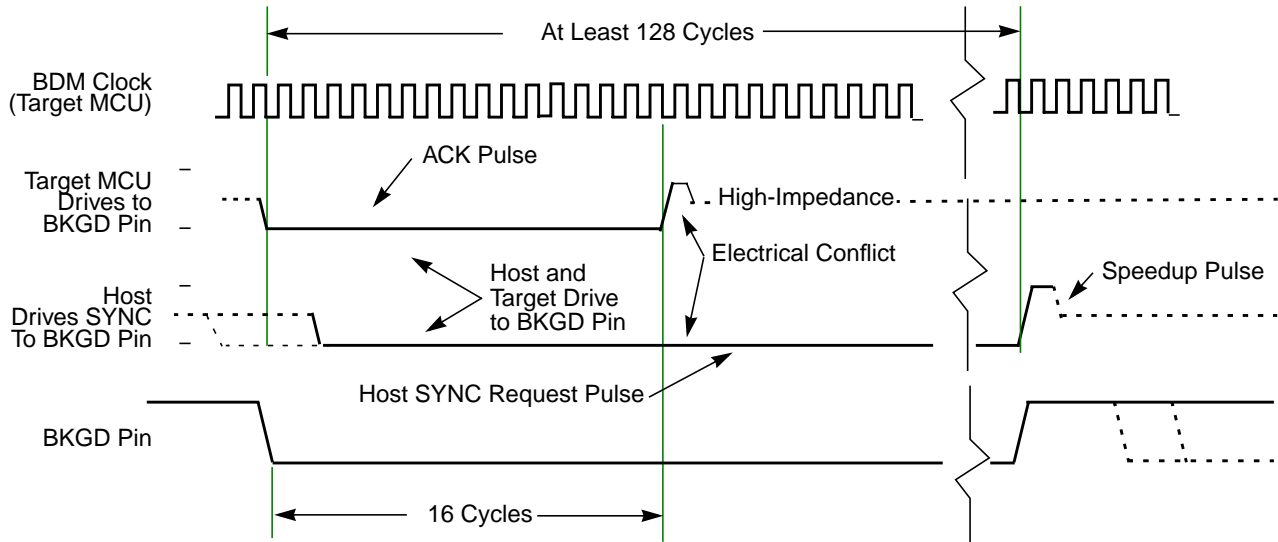 At Least 128 Cycles
BDM Clock
(Target MCU)
ACK Pulse
Target MCU
Drives to
BKGD Pin
High-Impedance
Electrical Conflict
Host and
Target Drive
to BKGD Pin
Speedup Pulse
Host
Drives SYNC
To BKGD Pin
Host SYNC Request Pulse
BKGD Pin
16 Cycles